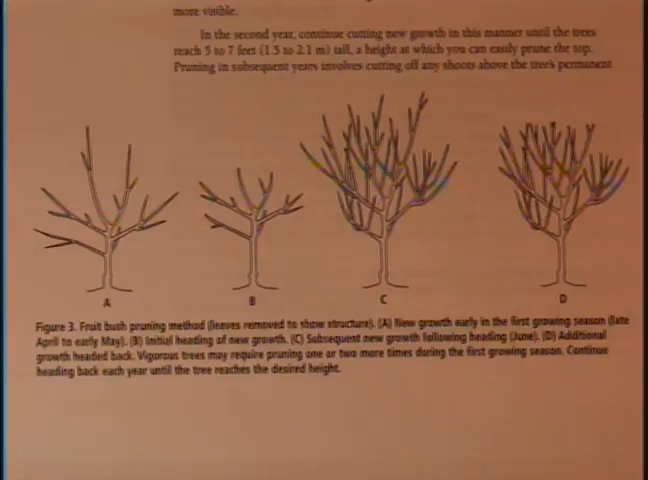 more visible.
In the second year, continue cutting new growth in this manner until the trees
reach 5 to 7 feet (1.5 to 2.1 m) tall, a height at which you can easily prune the top.
Pruning in subsequent years involves cutting off any shoots above the tree's permanent
A B C D
Figure 3. Fruit bush pruning method (leaves removed to show structure). (A) New growth early in the first growing season (late
April to early May). (B) Initial heading of new growth. (C) Subsequent new growth following heading (June). (D) Additional
growth headed back. Vigorous trees may require pruning one or two more times during the first growing season. Continue
heading back each year until the tree reaches the desired height.